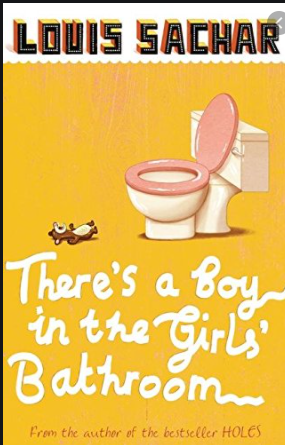 LOUIS SACHAR
There's a Boy
in the Girls'
Bathroom
From the author of the bestseller HOLES